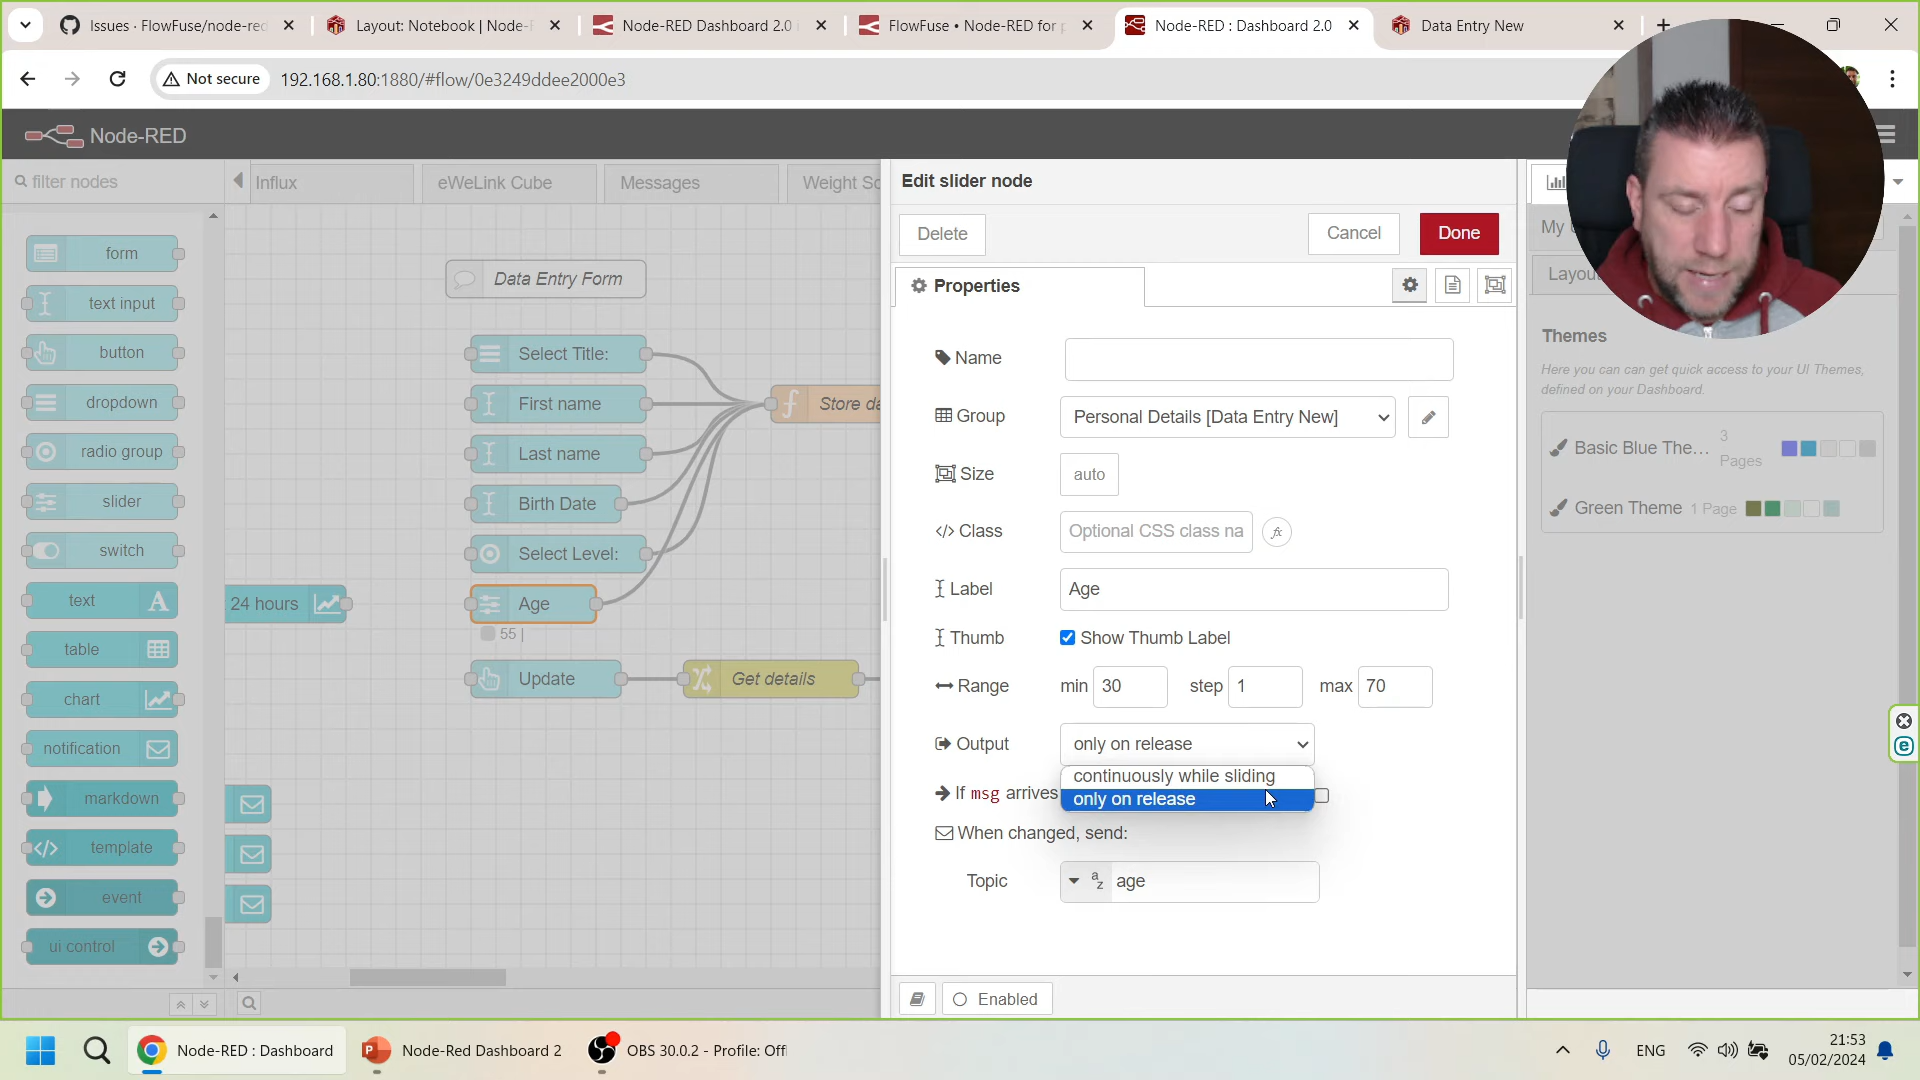 Issues · FlowFuse/node-red
Layout: Notebook | Node-R
Node-RED Dashboard 2.0 i
FlowFuse • Node-RED for p
Node-RED : Dashboard 2.0
Data Entry New
Not secure
192.168.1.80:1880/#flow/0e3249ddee2000e3
Node-RED
filter nodes
Influx
eWeLink Cube
Messages
Weight Sc
form
text input
button
dropdown
radio group
slider
switch
text
table
chart
notification
markdown
template
event
ui control
24 hours
Data Entry Form
Select Title:
First name
Last name
Birth Date
Select Level:
Age
55 |
Update
Store da
Get details
Edit slider node
Delete
Cancel
Done
Properties
Name
Group
Personal Details [Data Entry New]
Size
auto
</> Class
Optional CSS class na
fx
Label
Age
Thumb
Show Thumb Label
Range
min 30
step 1
max 70
Output
only on release
continuously while sliding
only on release
If msg arrives
When changed, send:
Topic
a z age
Enabled
My
Layou
Themes
Here you can can get quick access to your UI Themes,
defined on your Dashboard.
Basic Blue The...
3
Pages
Green Theme
1 Page
Node-RED : Dashboard
Node-Red Dashboard 2
OBS 30.0.2 - Profile: Offi
ENG
21:53
05/02/2024